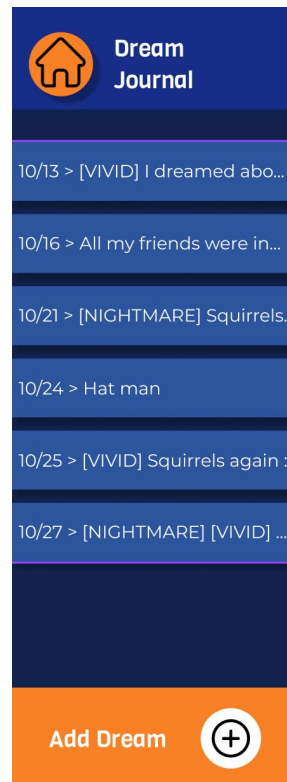 Dream
Journal
10/13 > [VIVID] I dreamed abo...
10/16 > All my friends were in...
10/21 > [NIGHTMARE] Squirrels.
10/24 > Hat man
10/25 > [VIVID] Squirrels again :
10/27 > [NIGHTMARE] [VIVID] ...
Add Dream